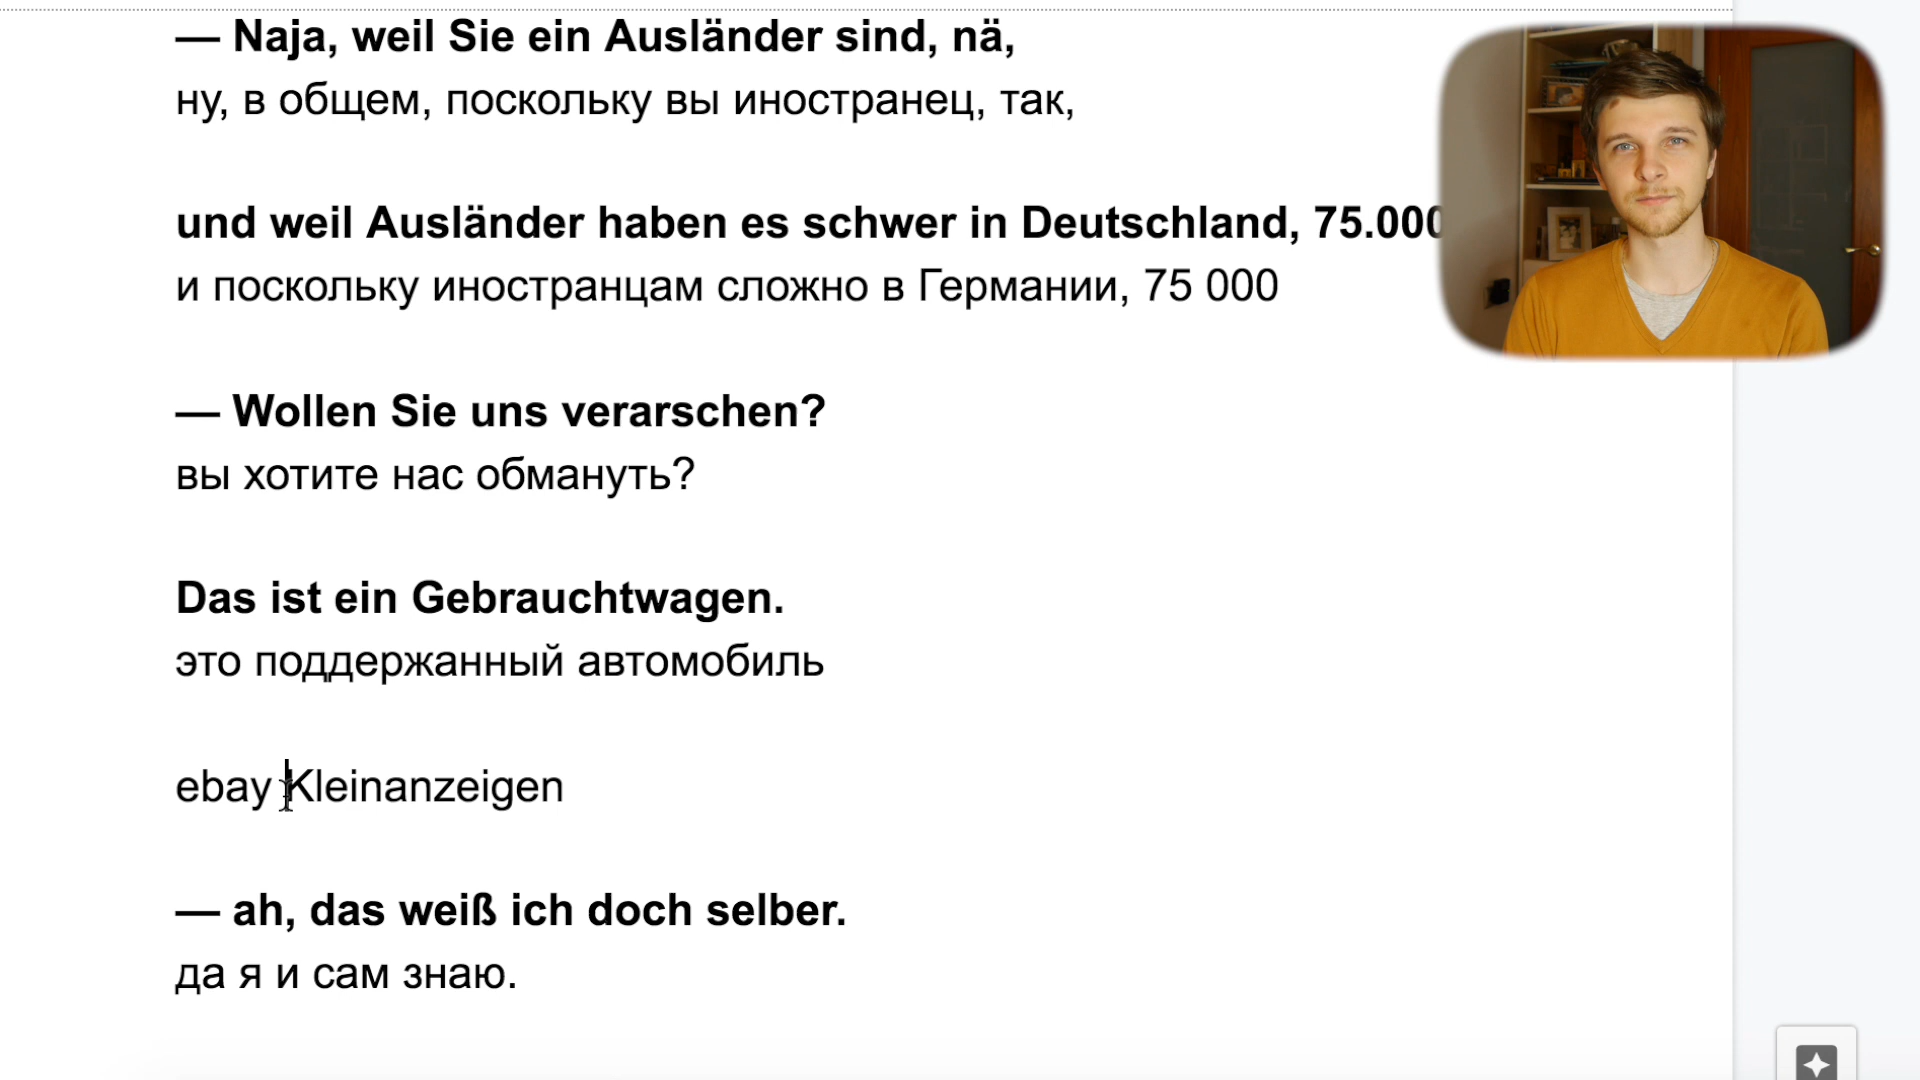 — Naja, weil Sie ein Ausländer sind, nä,
ну, в общем, поскольку вы иностранец, так,
und weil Ausländer haben es schwer in Deutschland, 75.000
и поскольку иностранцам сложно в Германии, 75 000
— Wollen Sie uns verarschen?
вы хотите нас обмануть?
Das ist ein Gebrauchtwagen.
это поддержанный автомобиль
ebay Kleinanzeigen
— ah, das weiß ich doch selber.
да я и сам знаю.